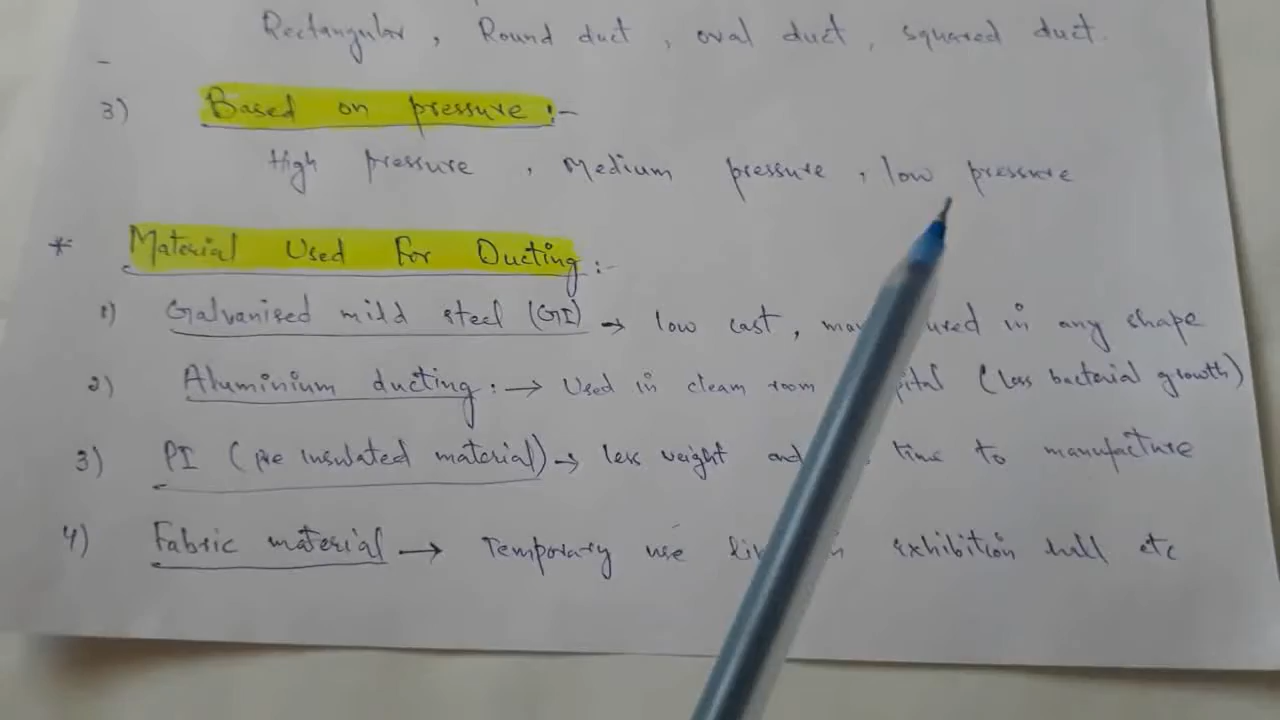 Rectangular, Round duct, oval duct, squared duct.
3) Based on pressure :-
High pressure, Medium pressure, low pressure
* Material Used For Ducting :-
1) Galvanised mild steel (GI) → low cast, in any shape
2) Aluminium ducting : → Used in clean room (Less bacterial growth)
3) PI (pre insulated material) → less weight and time to manufacture
4) Fabric material → Temporary use exhibition hall etc